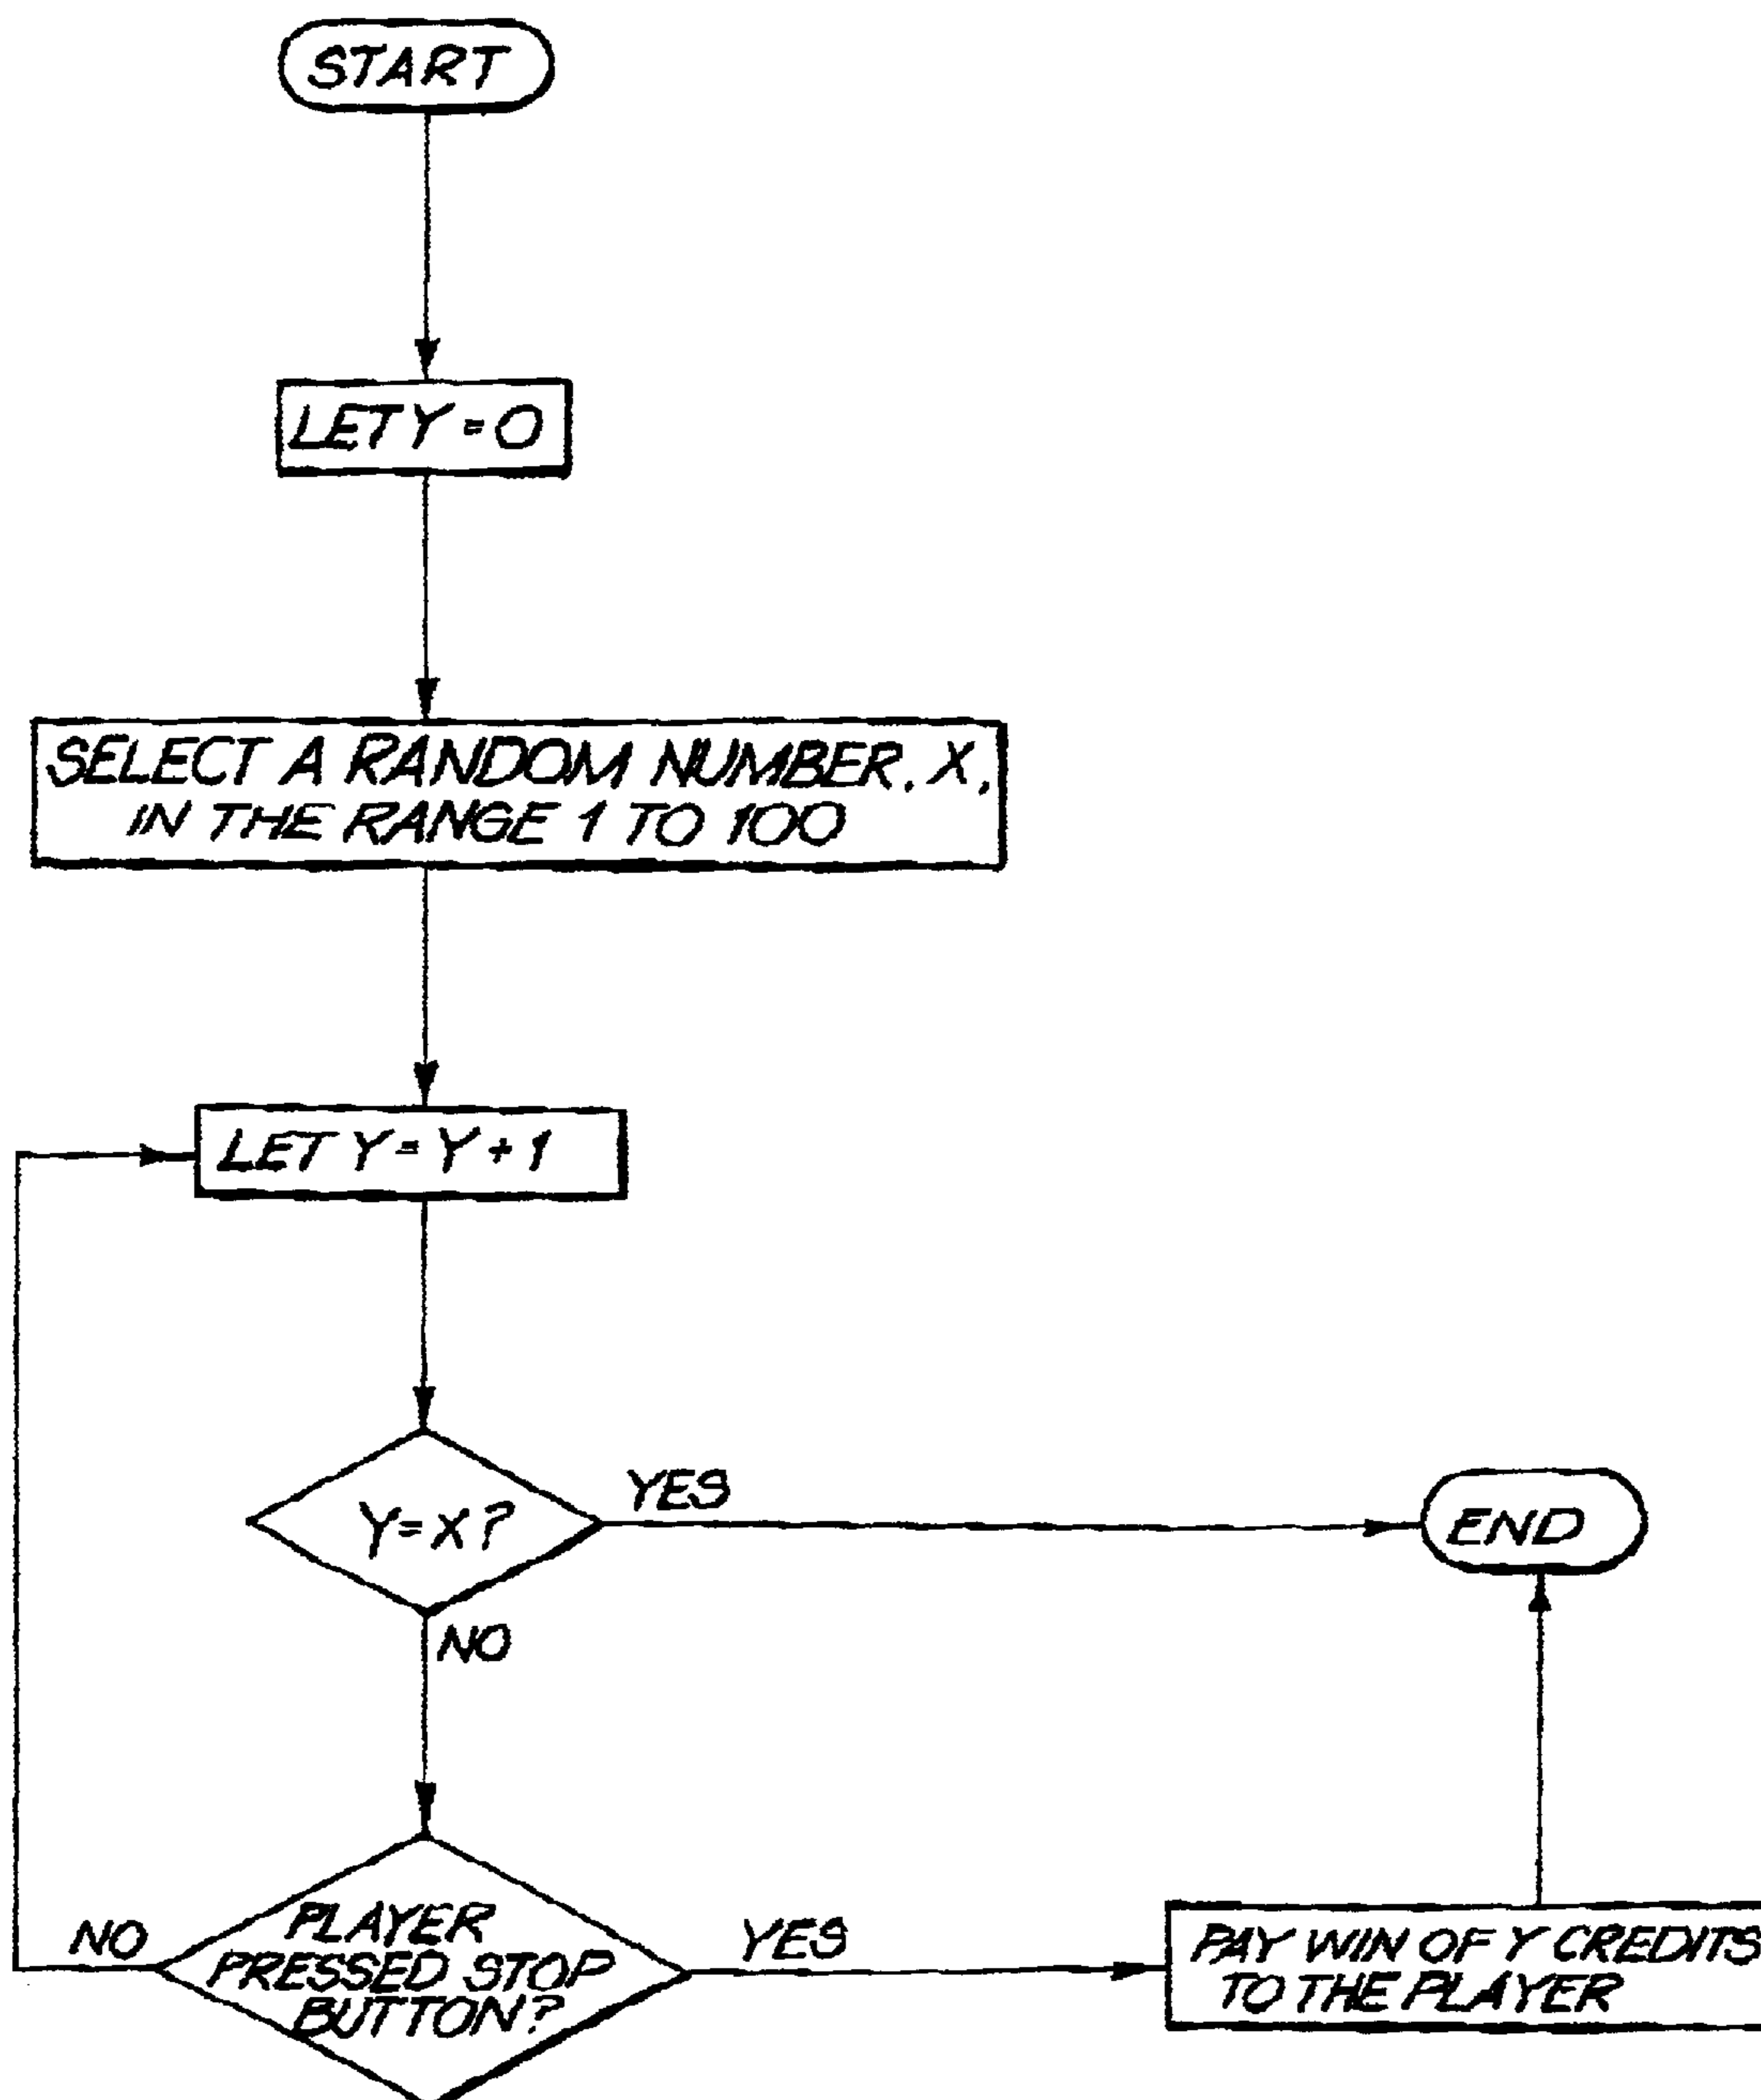 START
LET Y = 0
SELECT A RANDOM NUMBER, X,
IN THE RANGE 1 TO 100
LET Y = Y + 1
Y = X ?
YES
END
NO
PLAYER
PRESSED STOP
BUTTON?
NO
YES
PAY WIN OF Y CREDITS
TO THE PLAYER